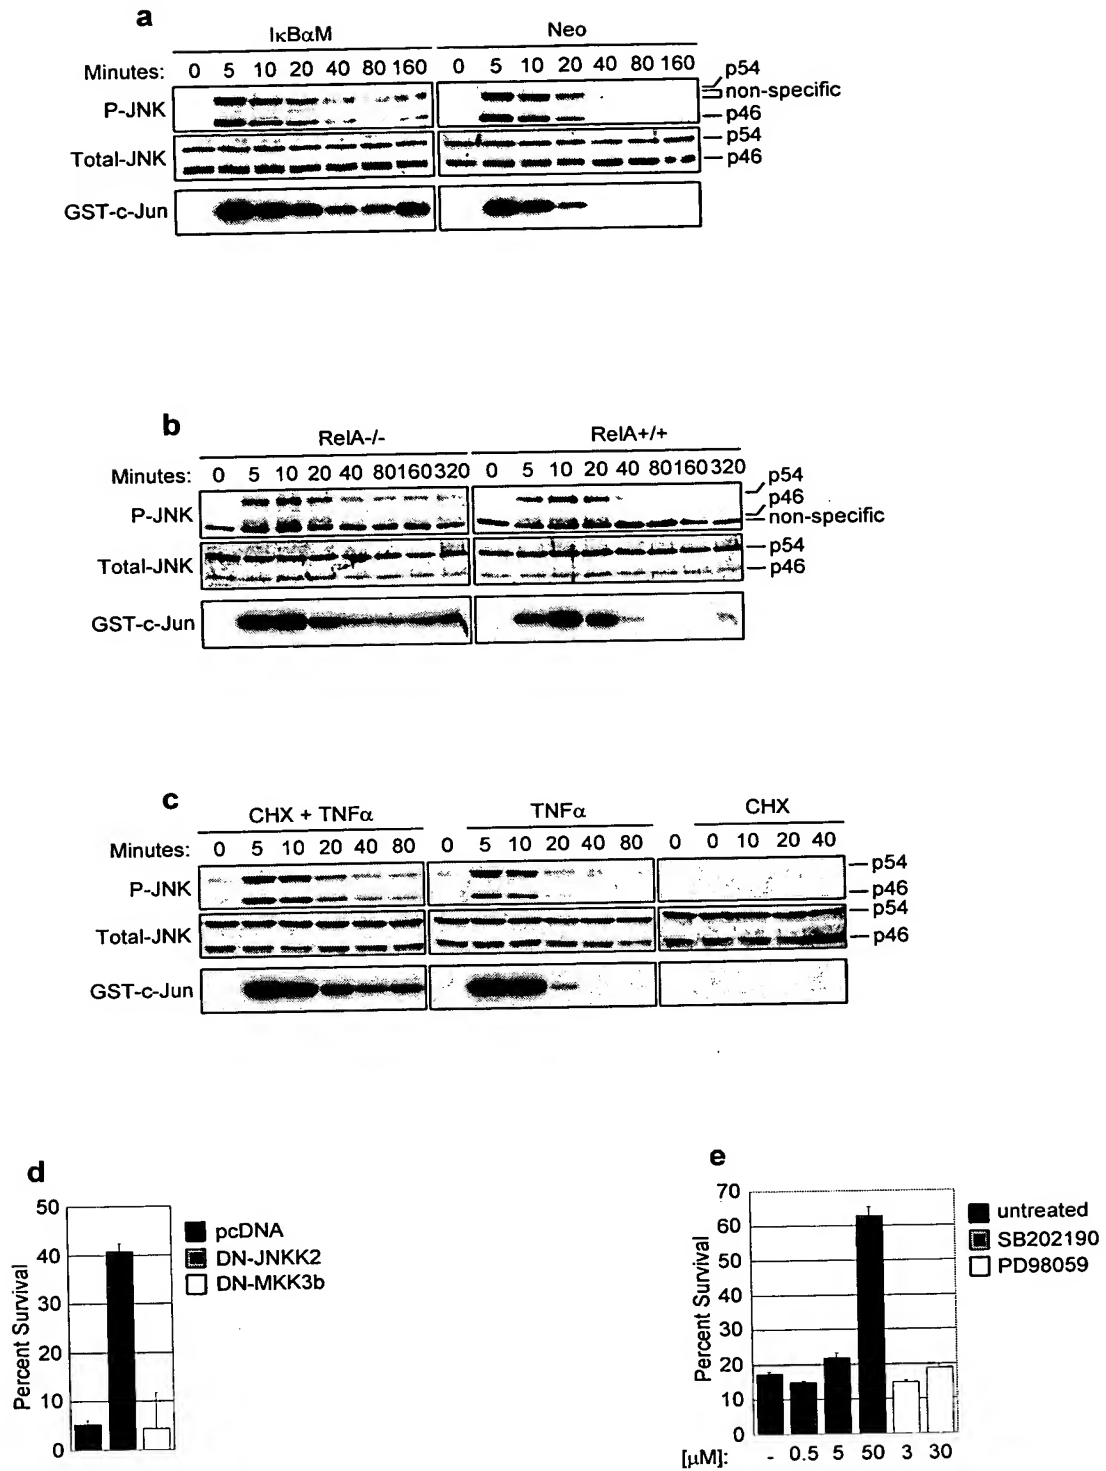 a
IκBαM Neo
Minutes: 0 5 10 20 40 80 160 0 5 10 20 40 80 160
P-JNK
p54
non-specific
p46
Total-JNK
p54
p46
GST-c-Jun
b
RelA-/- RelA+/+
Minutes: 0 5 10 20 40 80 160 320 0 5 10 20 40 80 160 320
P-JNK
p54
p46
non-specific
Total-JNK
p54
p46
GST-c-Jun
c
CHX + TNFα TNFα CHX
Minutes: 0 5 10 20 40 80 0 5 10 20 40 80 0 0 10 20 40
P-JNK
p54
p46
Total-JNK
p54
p46
GST-c-Jun
d
Percent Survival
50
40
30
20
10
0
pcDNA
DN-JNKK2
DN-MKK3b
e
Percent Survival
70
60
50
40
30
20
10
0
untreated
SB202190
PD98059
[μM]: - 0.5 5 50 3 30